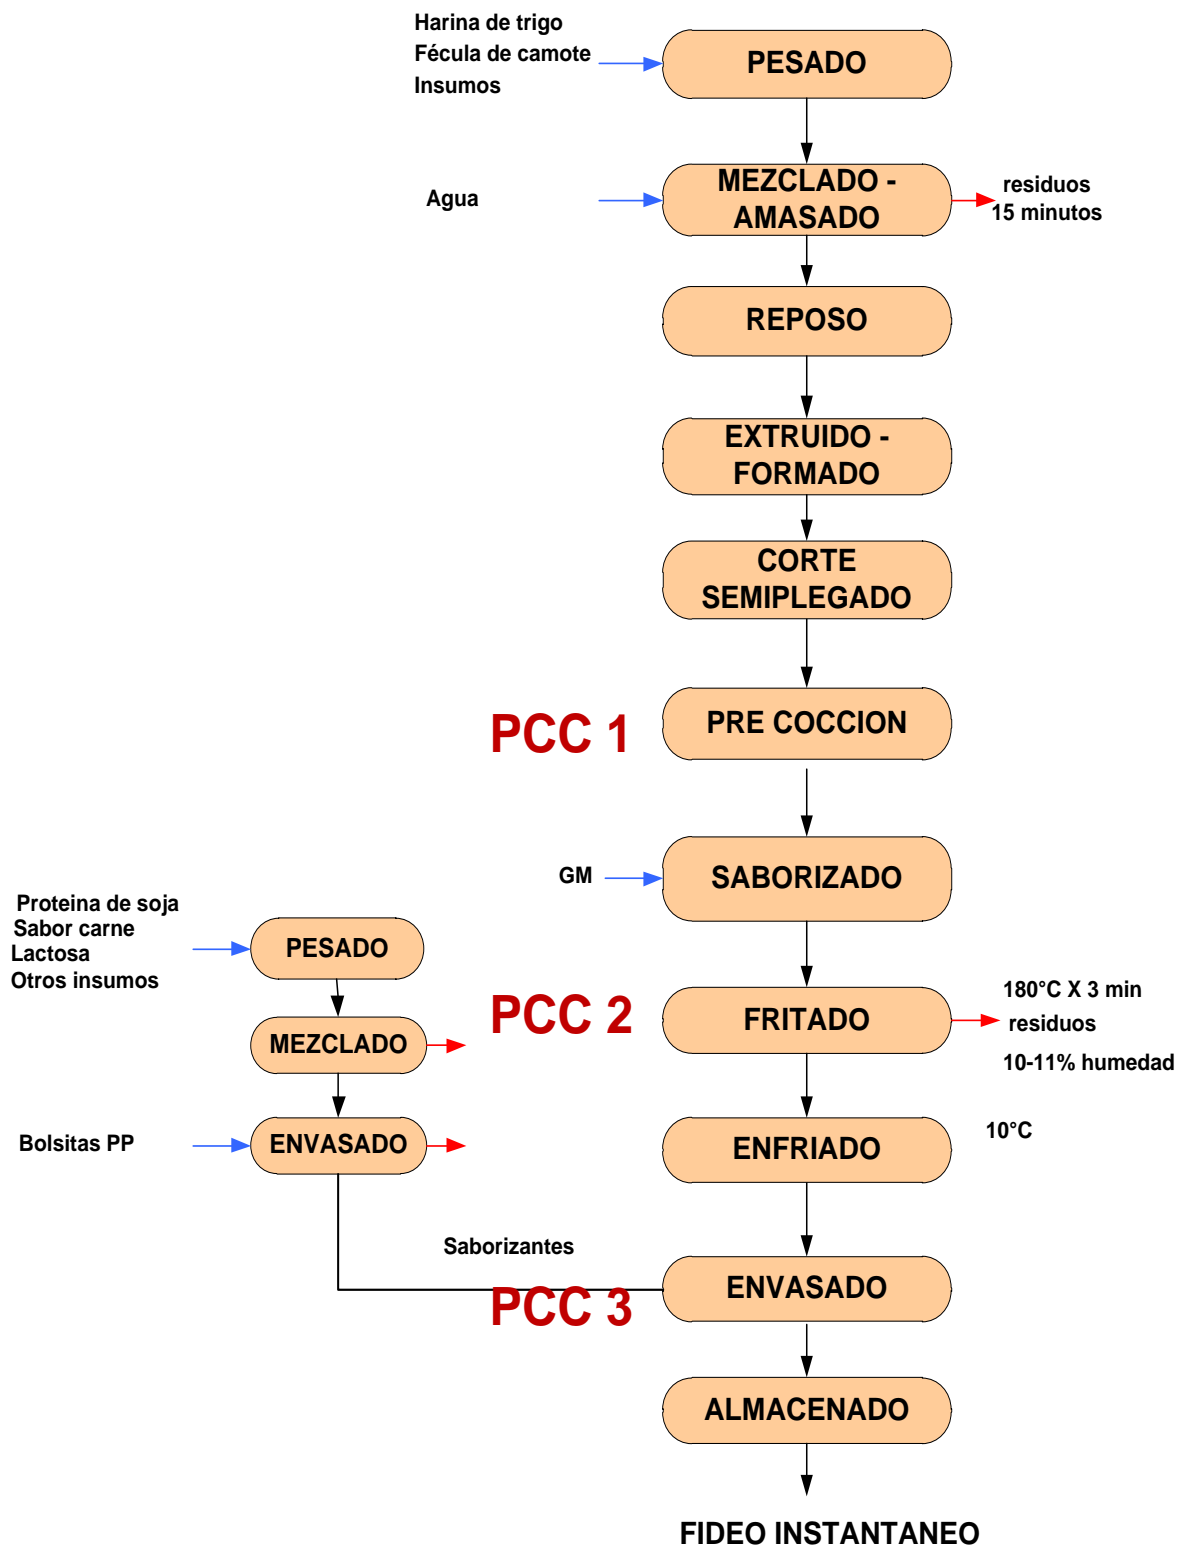 Harina de trigo
Fécula de camote
Insumos
PESADO
Agua
MEZCLADO -
AMASADO
residuos
15 minutos
REPOSO
EXTRUIDO -
FORMADO
CORTE
SEMIPLEGADO
PCC 1
PRE COCCION
GM
SABORIZADO
Proteina de soja
Sabor carne
Lactosa
Otros insumos
PESADO
MEZCLADO
Bolsitas PP
ENVASADO
PCC 2
FRITADO
180°C X 3 min
residuos
10-11% humedad
ENFRIADO
10°C
Saborizantes
PCC 3
ENVASADO
ALMACENADO
FIDEO INSTANTANEO